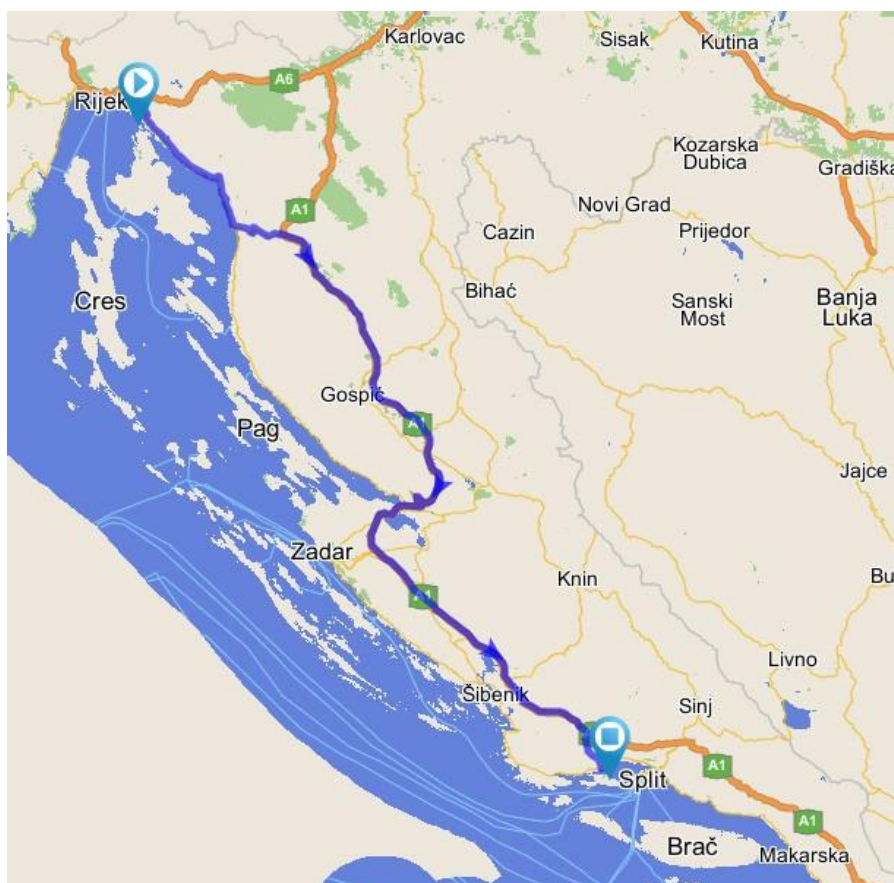 Karlovac
Sisak
Kutina
A6
Rijek
Kozarska
Dubica
Gradiška
Novi Grad
A1
Cazin
Prijedor
Bihać
Sanski
Most
Banja
Luka
Cres
Gospić
A1
Pag
Jajce
Zadar
Knin
Bu
A1
Livno
Šibenik
Sinj
A1
Split
A1
Brač
Makarska